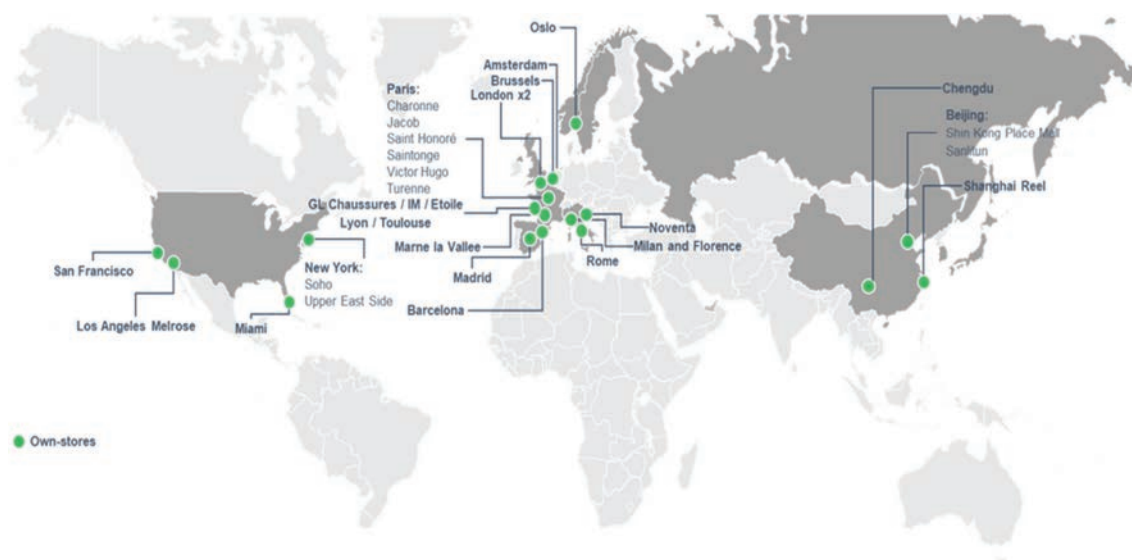 Oslo
Amsterdam
Brussels
London x2
Paris:
Charonne
Jacob
Saint Honoré
Saintonge
Victor Hugo
Turenne
GL Chaussures / IM / Etoile
Lyon / Toulouse
Marne la Vallee
Madrid
Barcelona
Noventa
Milan and Florence
Rome
Chengdu
Beijing:
Shin Kong Place Mall
Sanlitun
Shanghai Reel
San Francisco
Los Angeles Melrose
New York:
Soho
Upper East Side
Miami
Own-stores